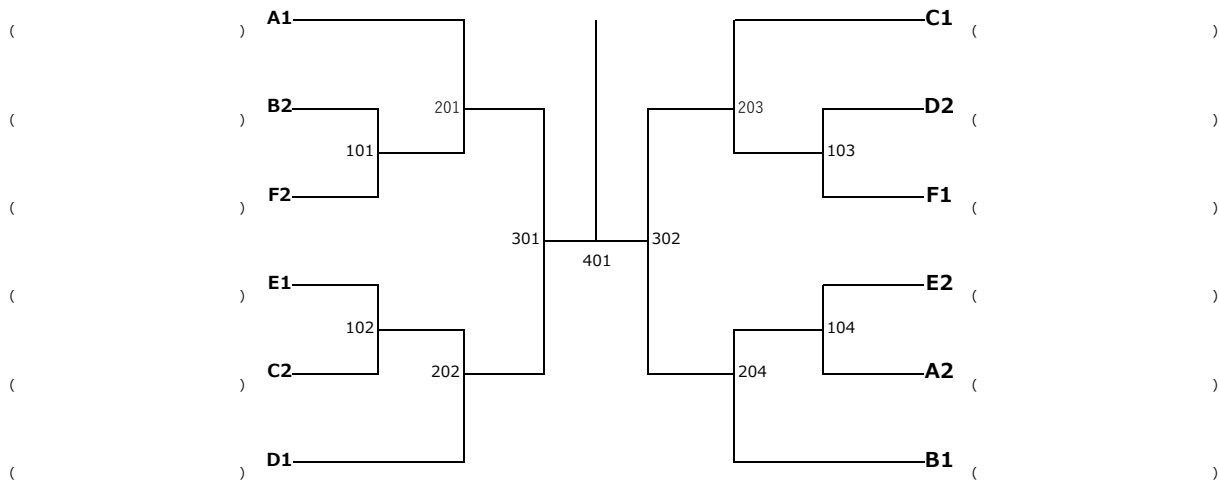 A1 C1
( ) ( )
B2 201 203 D2
( ) ( )
101 103
F2 F1
( ) ( )
301 302
401
E1 E2
( ) ( )
102 104
C2 202 204 A2
( ) ( )
D1 B1
( ) ( )